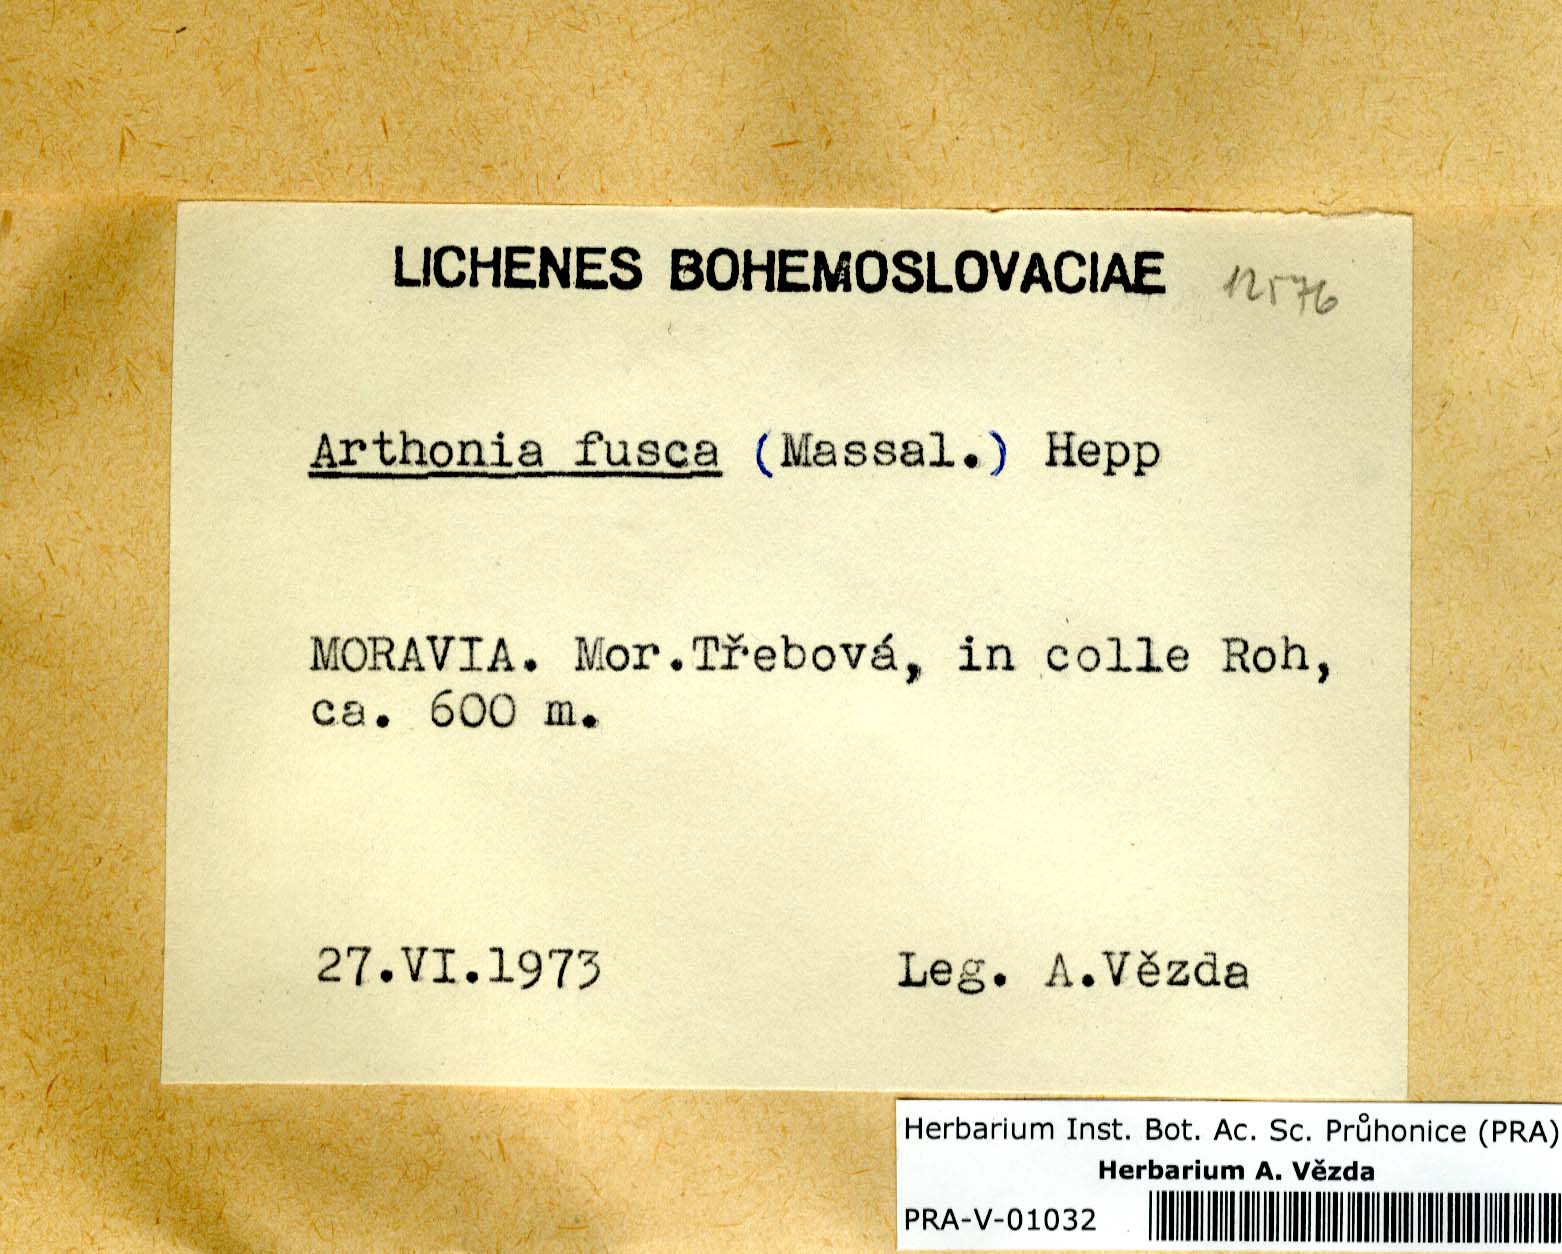 LICHENES BOHEMOSLOVACIAE 12576
Arthonia fusca (Massal.) Hepp
MORAVIA. Mor.Třebová, in colle Roh,
ca. 600 m.
27.VI.1973 Leg. A.Vězda
Herbarium Inst. Bot. Ac. Sc. Průhonice (PRA)
Herbarium A. Vězda
PRA-V-01032